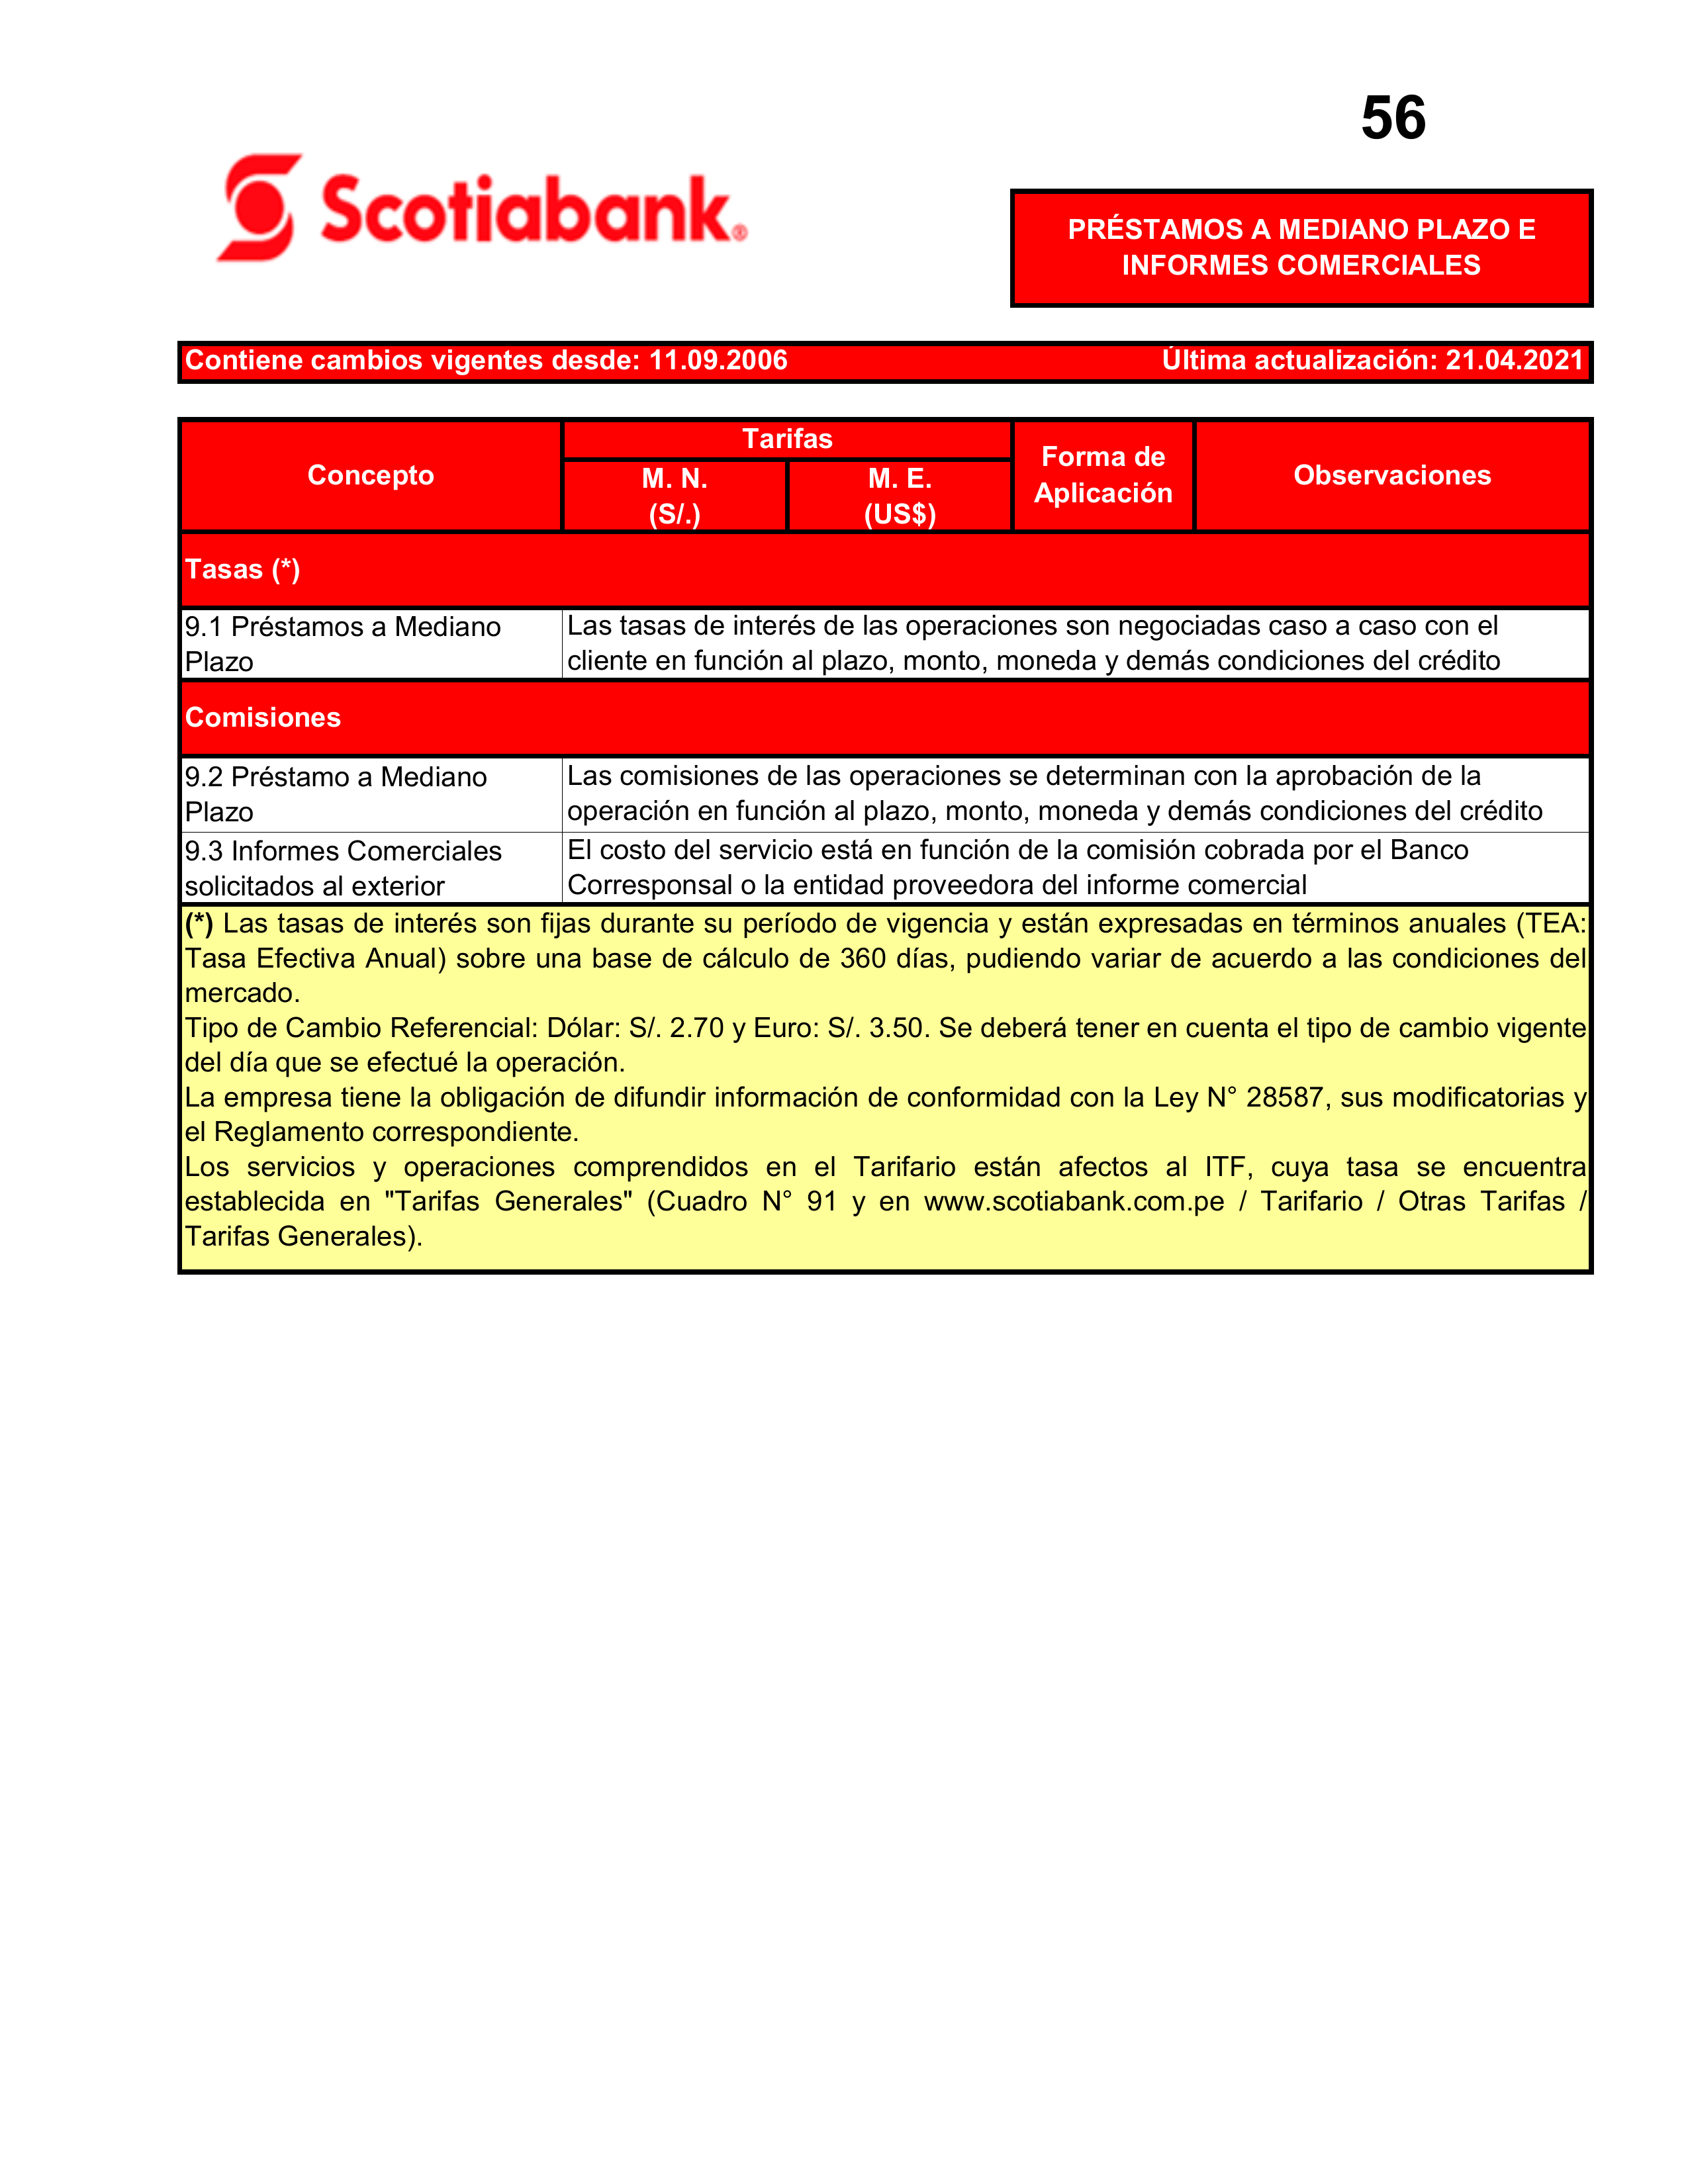 56
Scotiabank®
PRÉSTAMOS A MEDIANO PLAZO E
INFORMES COMERCIALES
Contiene cambios vigentes desde: 11.09.2006 Última actualización: 21.04.2021
Concepto
Tarifas
M. N.
(S/.)
M. E.
(US$)
Forma de
Aplicación
Observaciones
Tasas (*)
9.1 Préstamos a Mediano
Plazo
Las tasas de interés de las operaciones son negociadas caso a caso con el
cliente en función al plazo, monto, moneda y demás condiciones del crédito
Comisiones
9.2 Préstamo a Mediano
Plazo
Las comisiones de las operaciones se determinan con la aprobación de la
operación en función al plazo, monto, moneda y demás condiciones del crédito
9.3 Informes Comerciales
solicitados al exterior
El costo del servicio está en función de la comisión cobrada por el Banco
Corresponsal o la entidad proveedora del informe comercial
(*) Las tasas de interés son fijas durante su período de vigencia y están expresadas en términos anuales (TEA:
Tasa Efectiva Anual) sobre una base de cálculo de 360 días, pudiendo variar de acuerdo a las condiciones del
mercado.
Tipo de Cambio Referencial: Dólar: S/. 2.70 y Euro: S/. 3.50. Se deberá tener en cuenta el tipo de cambio vigente
del día que se efectué la operación.
La empresa tiene la obligación de difundir información de conformidad con la Ley N° 28587, sus modificatorias y
el Reglamento correspondiente.
Los servicios y operaciones comprendidos en el Tarifario están afectos al ITF, cuya tasa se encuentra
establecida en "Tarifas Generales" (Cuadro N° 91 y en www.scotiabank.com.pe / Tarifario / Otras Tarifas /
Tarifas Generales).